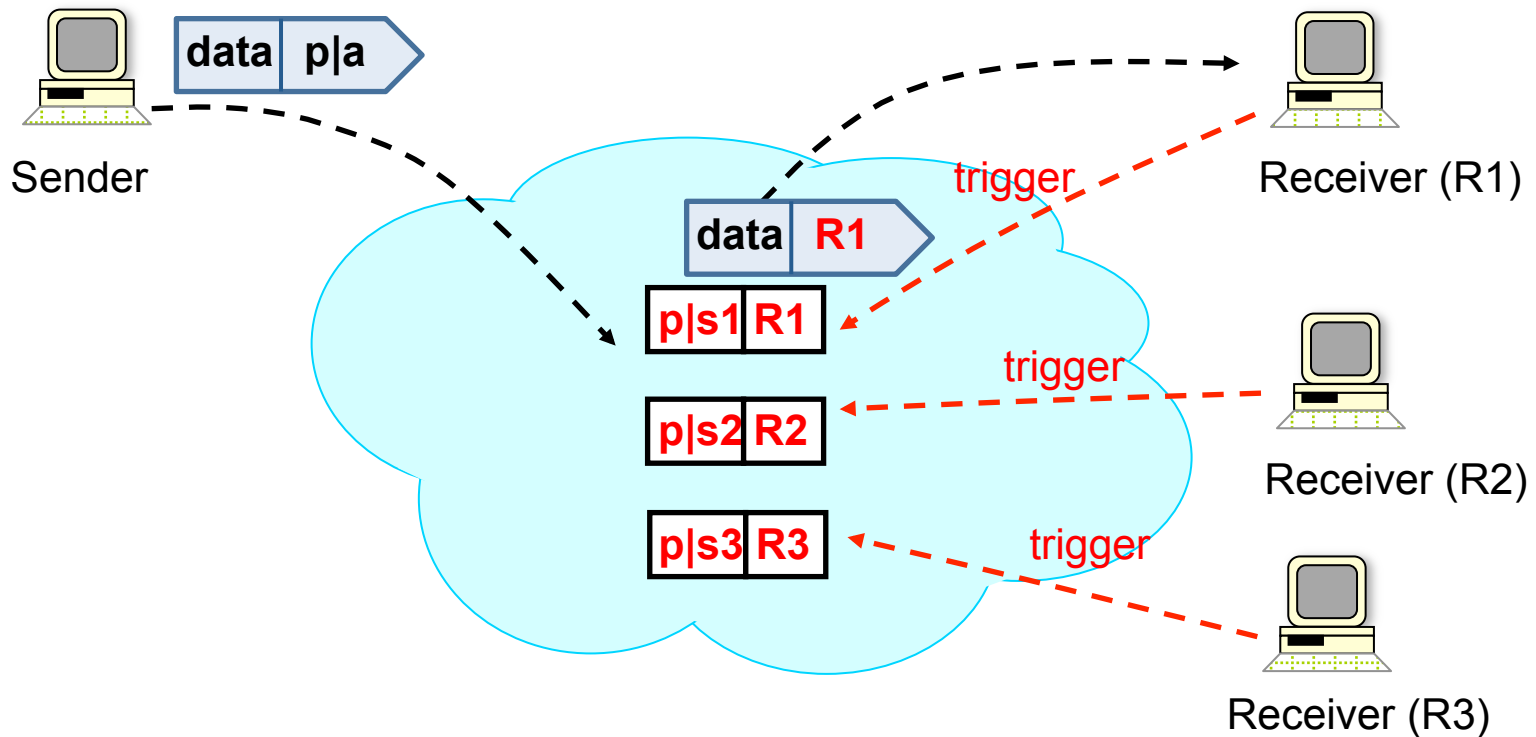 data p|a
Sender
trigger
Receiver (R1)
data R1
p|s1 R1
trigger
p|s2 R2
Receiver (R2)
p|s3 R3
trigger
Receiver (R3)